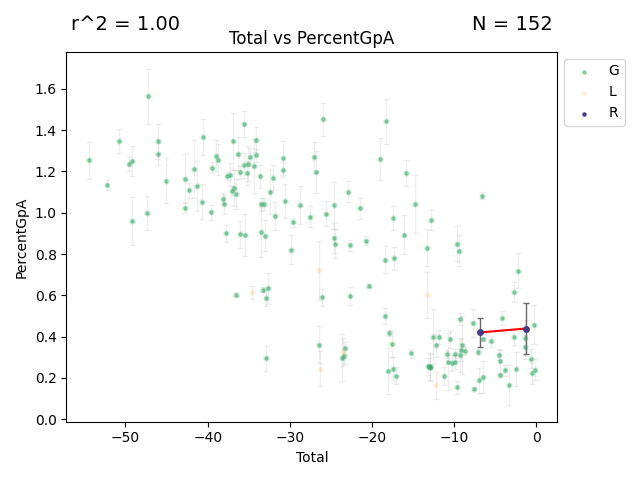 r^2 = 1.00
N = 152
Total vs PercentGpA
G
L
R
PercentGpA
1.6
1.4
1.2
1.0
0.8
0.6
0.4
0.2
0.0
−50
−40
−30
−20
−10
0
Total